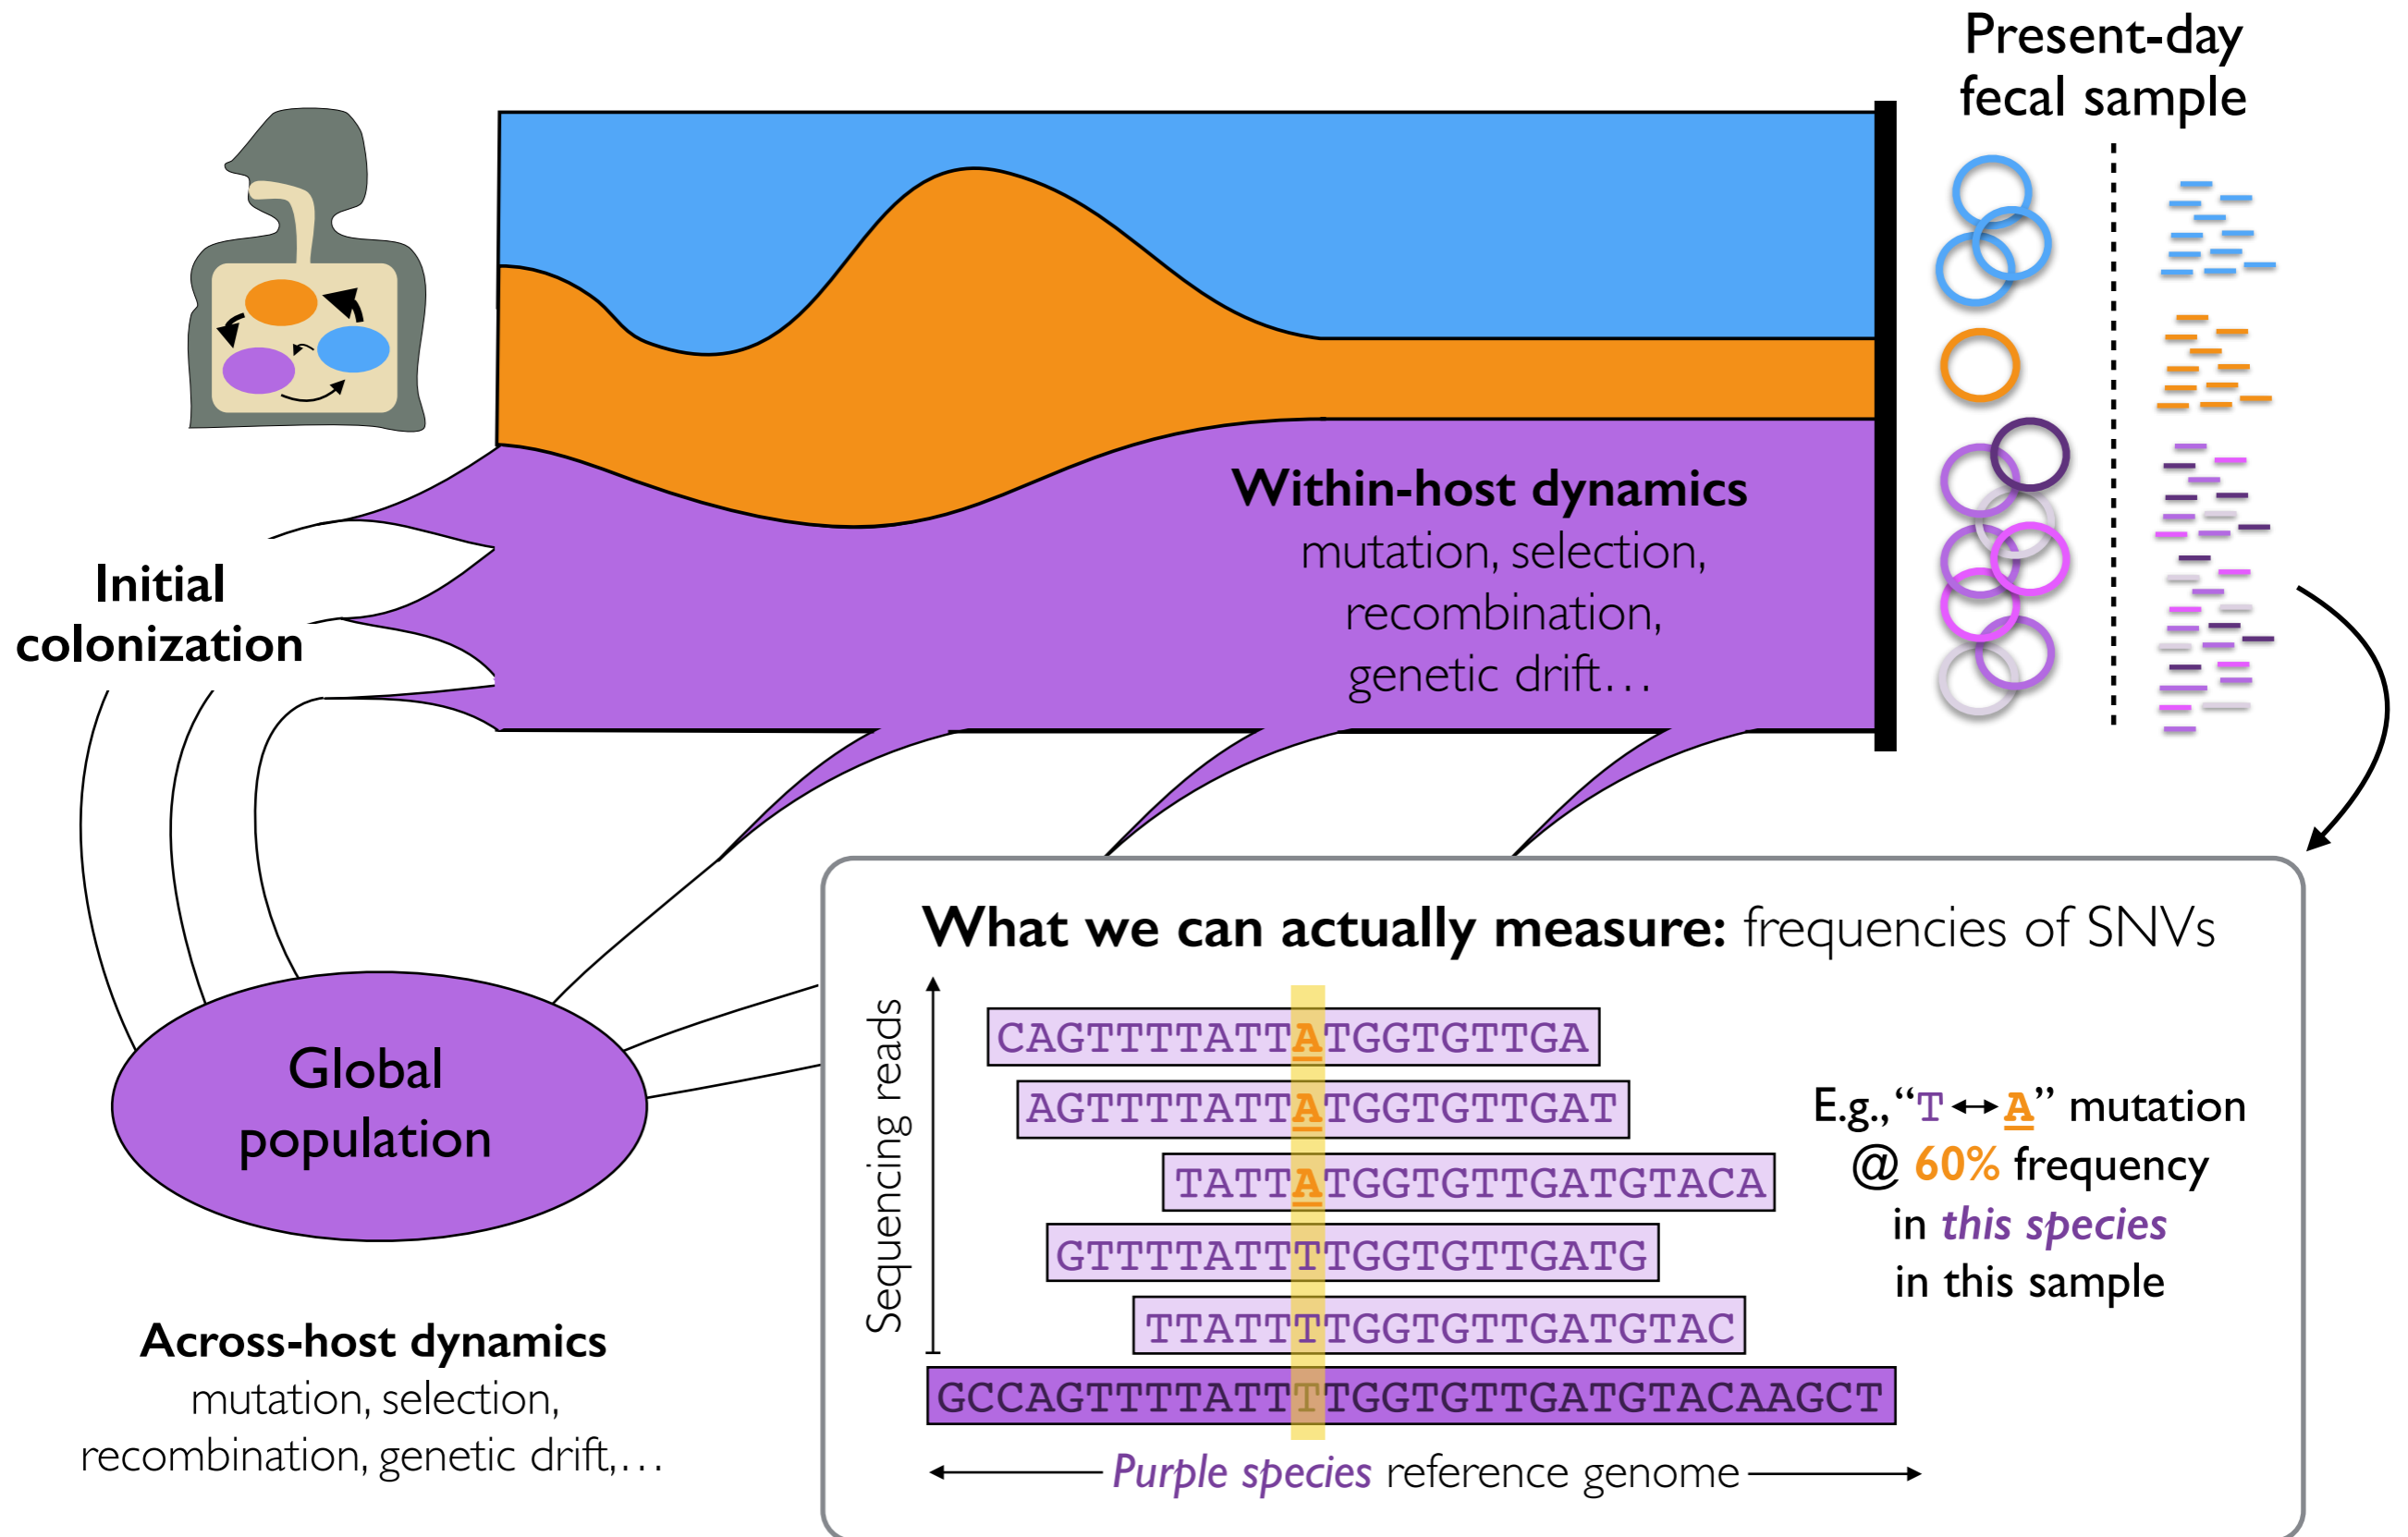 Present-day
fecal sample
Within-host dynamics
mutation, selection,
recombination,
genetic drift...
Initial
colonization
Global
population
Across-host dynamics
mutation, selection,
recombination, genetic drift,...
What we can actually measure: frequencies of SNVs
Sequencing reads
CAGTTTTATTATGGTGTTGA
AGTTTTATTATGGTGTTGAT
TATTATGGTGTTGATGTACA
GTTTTATTTTGGTGTTGATG
TTATTTTGGTGTTGATGTAC
GCCAGTTTTATTTTGGTGTTGATGTACAAGCT
Purple species reference genome
E.g., “T↔A” mutation
@ 60% frequency
in this species
in this sample